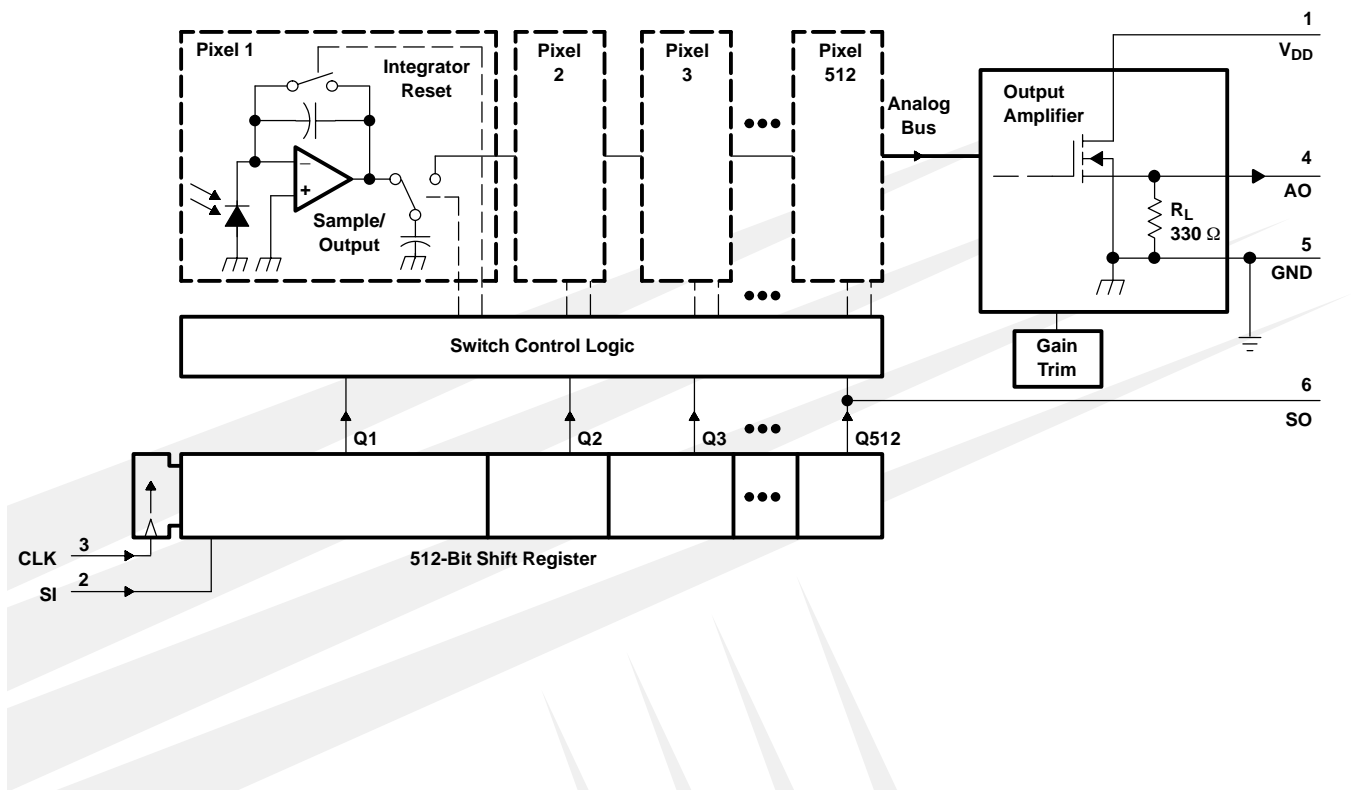 Pixel 1
Integrator
Reset
Sample/
Output
−
+
Pixel
2
Pixel
3
Pixel
512
Analog
Bus
Output
Amplifier
RL
330 Ω
Gain
Trim
1
VDD
4
AO
5
GND
6
SO
Switch Control Logic
Q1
Q2
Q3
Q512
512-Bit Shift Register
CLK
3
SI
2